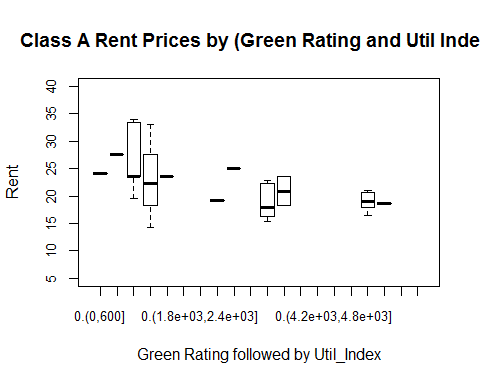 Class A Rent Prices by (Green Rating and Util Inde
40
35
30
25
20
15
10
5
Rent
0.(0,600] 0.(1.8e+03,2.4e+03] 0.(4.2e+03,4.8e+03]
Green Rating followed by Util_Index